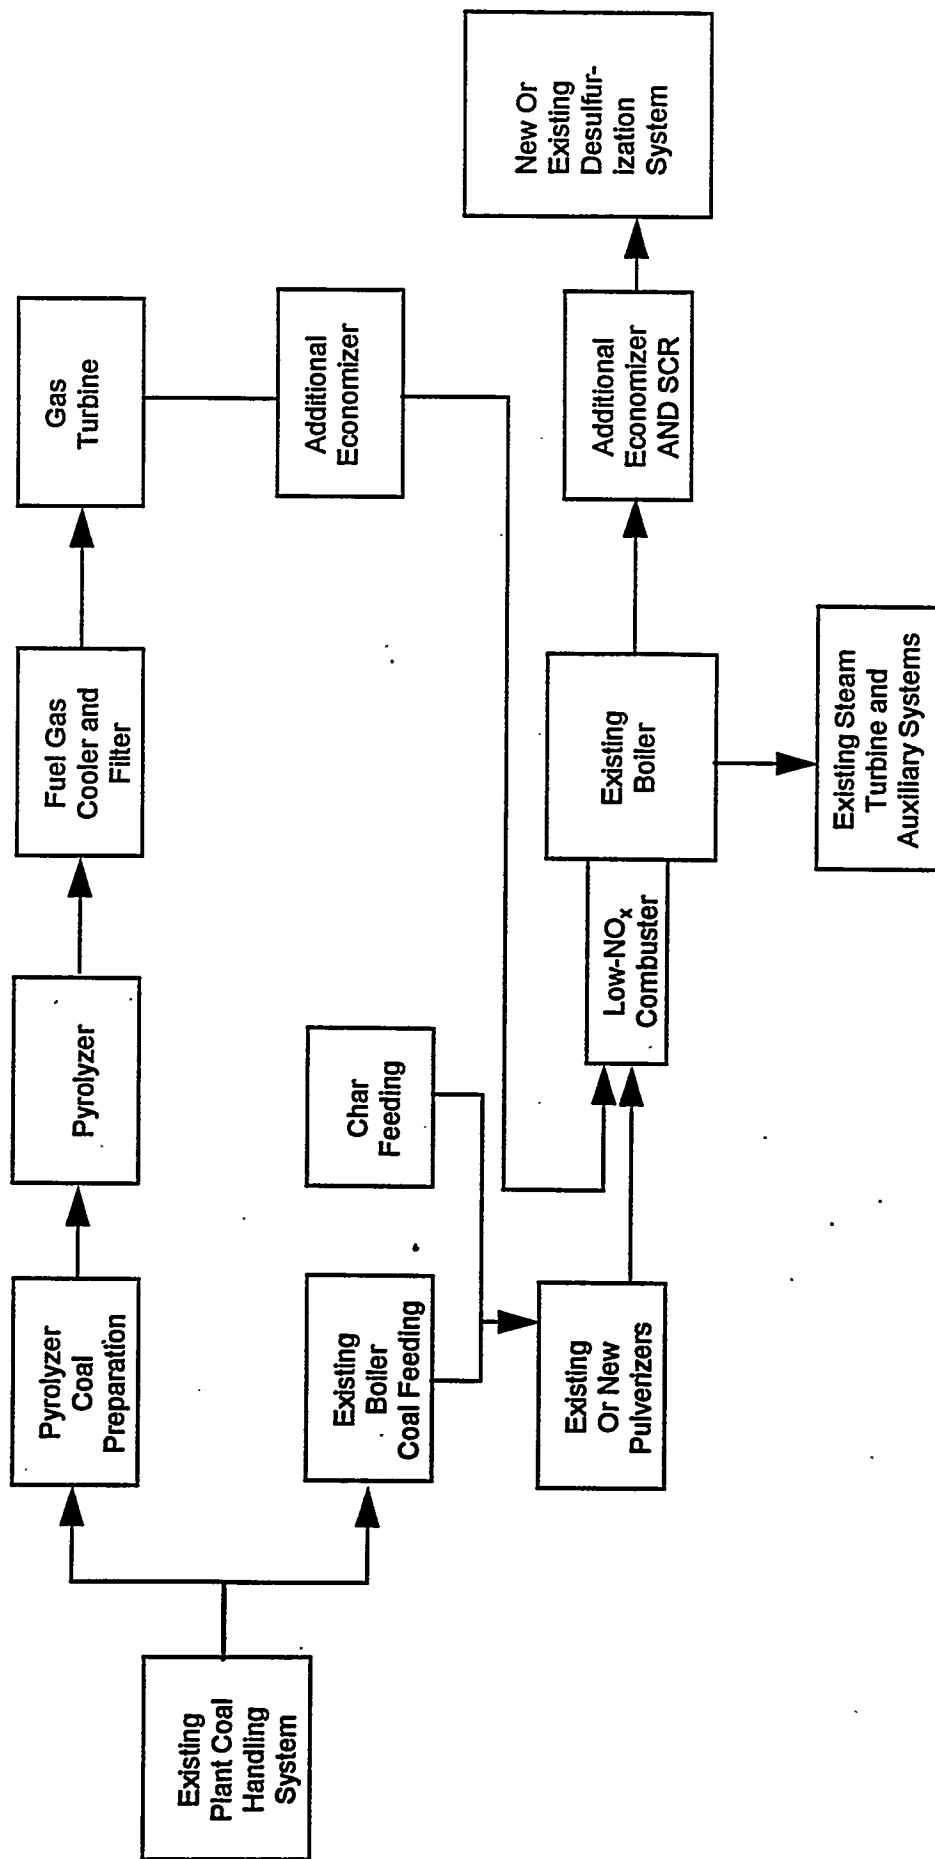 Existing
Plant Coal
Handling
System
Pyrolyzer
Coal
Preparation
Pyrolyzer
Fuel Gas
Cooler and
Filter
Gas
Turbine
Additional
Economizer
Existing
Boiler
Coal Feeding
Char
Feeding
Existing
Or New
Pulverizers
Low-NOₓ
Combuster
Existing
Boiler
Additional
Economizer
AND SCR
New Or
Existing
Desulfur-
ization
System
Existing Steam
Turbine and
Auxiliary Systems